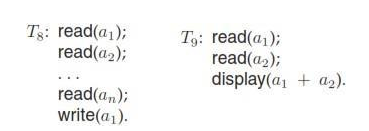 T₈: read(a₁);
read(a₂);
...
read(aₙ);
write(a₁).
T₉: read(a₁);
read(a₂);
display(a₁ + a₂).